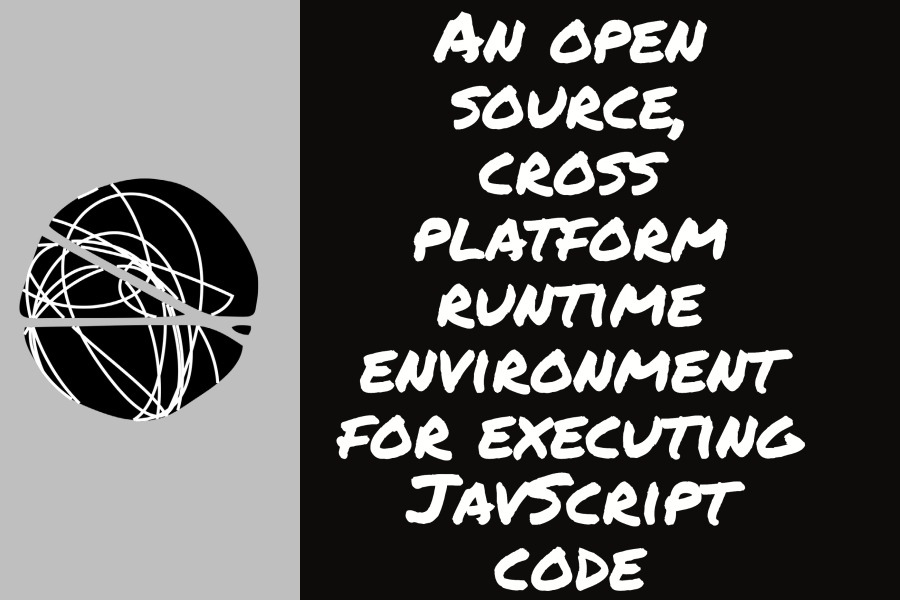 An open
source,
cross
platform
runtime
environment
for executing
JavScript
code